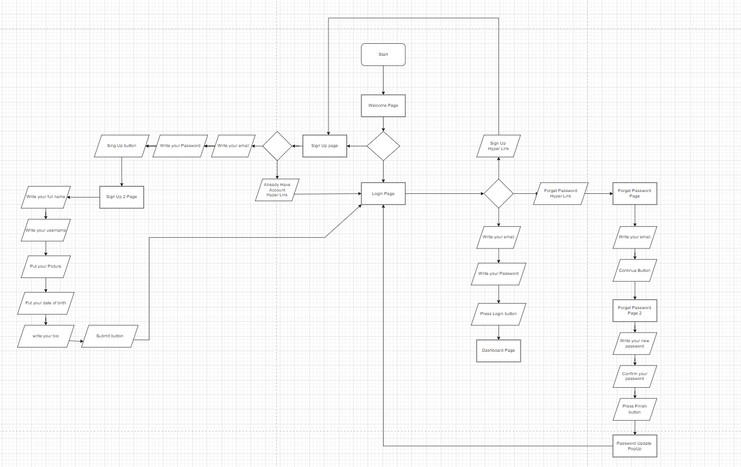 Start
Welcome Page
Sign Up page
Write your email
Write your Password
Sing Up button
Sign Up
Hyper Link
Already Have
Account
Hyper Link
Login Page
Forget Password
Hyper Link
Forget Password
Page
Sign Up 2 Page
Write your full name
Write your username
Put your Picture
Put your date of birth
write your bio
Submit button
Write your email
Write your Password
Press Login button
Dashboard Page
Write your email
Continue Button
Forget Password
Page 2
Write your new
password
Confirm your
password
Press Finish
button
Password Update
PopUp